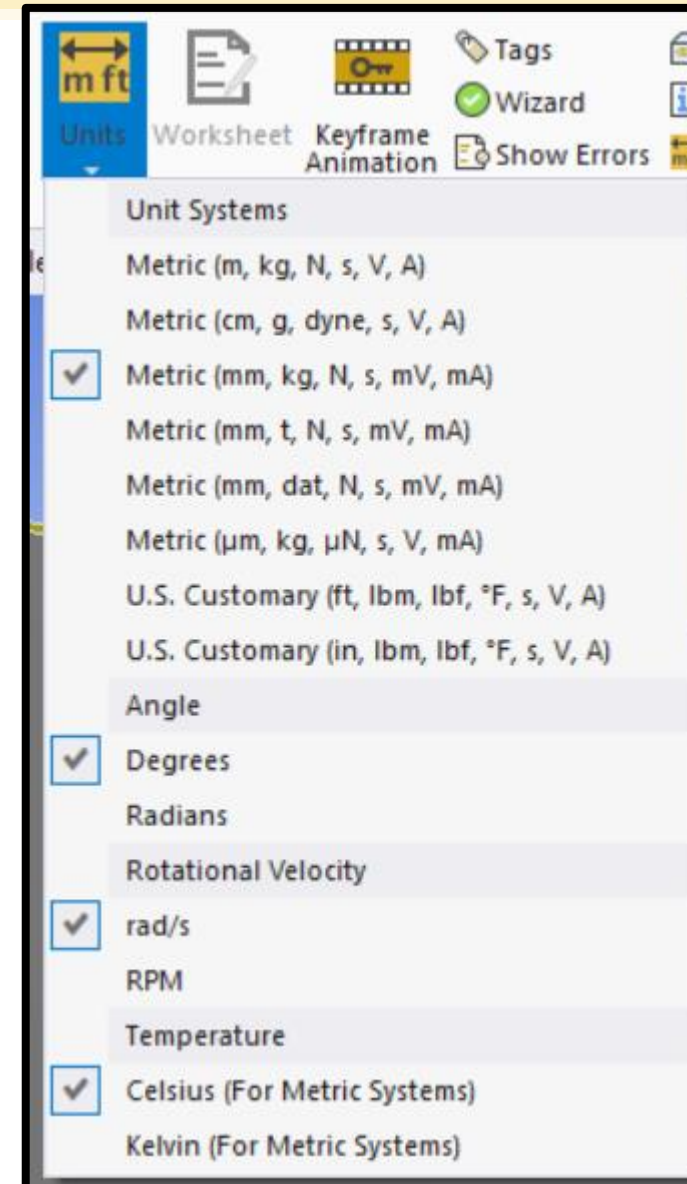 m ft
Units
Worksheet
Keyframe
Animation
Tags
Wizard
Show Errors
Unit Systems
Metric (m, kg, N, s, V, A)
Metric (cm, g, dyne, s, V, A)
Metric (mm, kg, N, s, mV, mA)
Metric (mm, t, N, s, mV, mA)
Metric (mm, dat, N, s, mV, mA)
Metric (µm, kg, µN, s, V, mA)
U.S. Customary (ft, lbm, lbf, °F, s, V, A)
U.S. Customary (in, lbm, lbf, °F, s, V, A)
Angle
Degrees
Radians
Rotational Velocity
rad/s
RPM
Temperature
Celsius (For Metric Systems)
Kelvin (For Metric Systems)